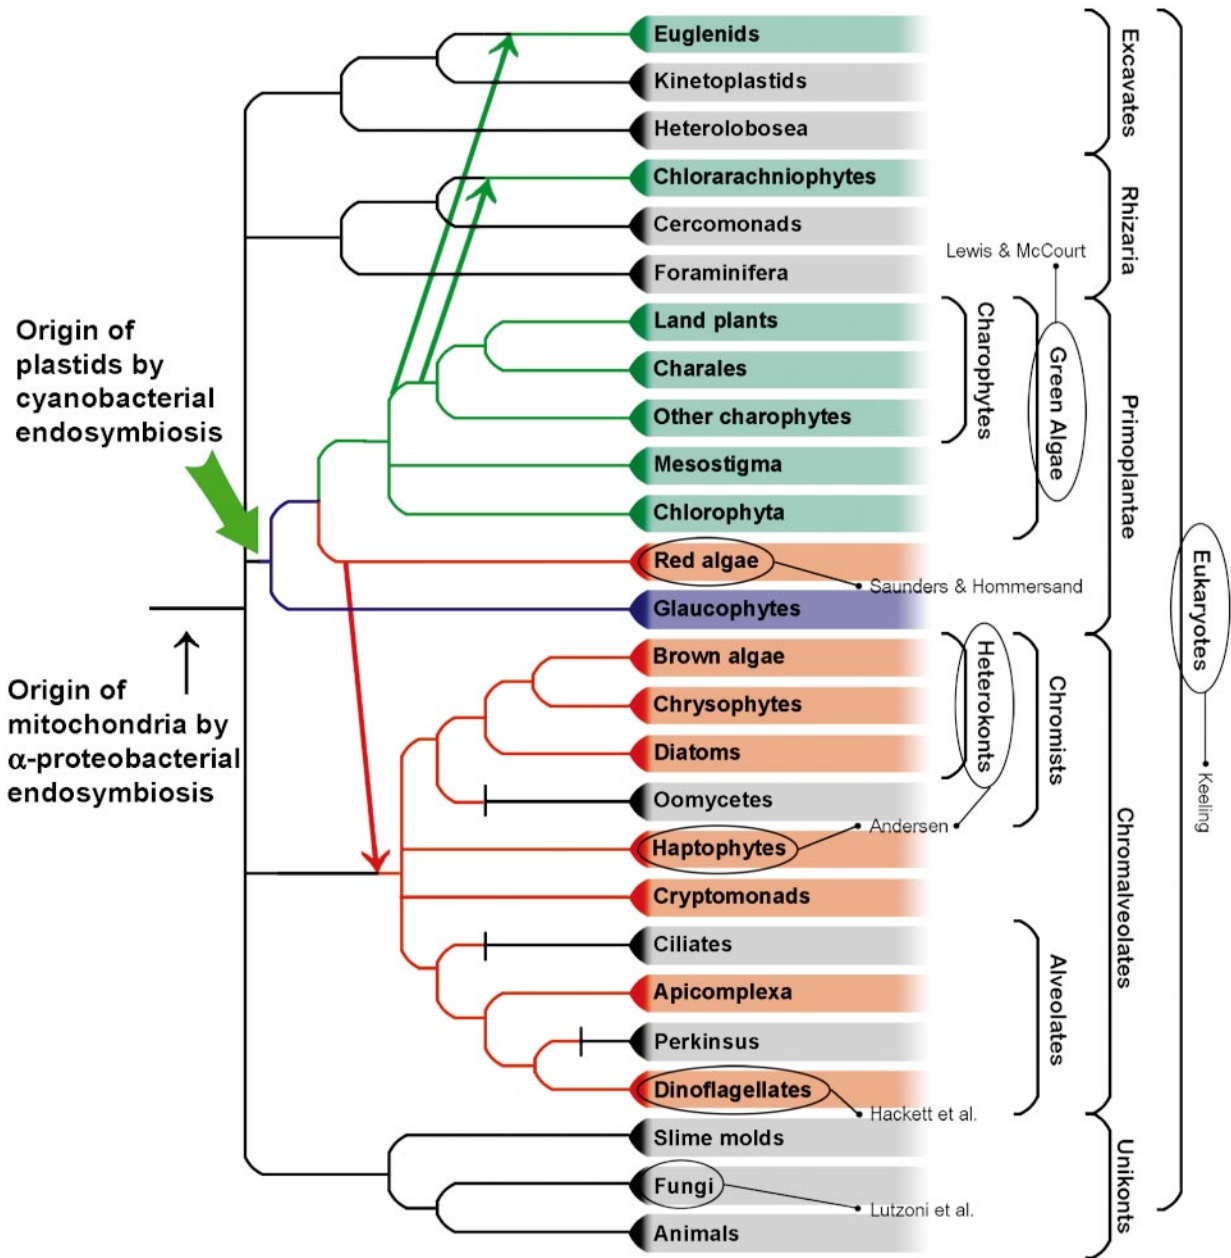 Euglenids
Kinetoplastids
Heterolobosea
Excavates
Chlorarachniophytes
Cercomonads
Foraminifera
Rhizaria
Lewis & McCourt
Land plants
Charales
Other charophytes
Charophytes
Mesostigma
Chlorophyta
Green Algae
Red algae
Saunders & Hommersand
Glaucophytes
Primoplantae
Origin of
plastids by
cyanobacterial
endosymbiosis
Origin of
mitochondria by
α-proteobacterial
endosymbiosis
Brown algae
Chrysophytes
Diatoms
Heterokonts
Oomycetes
Chromists
Haptophytes
Andersen
Cryptomonads
Ciliates
Apicomplexa
Perkinsus
Dinoflagellates
Alveolates
Hackett et al.
Chromalveolates
Slime molds
Fungi
Lutzoni et al.
Animals
Unikonts
Eukaryotes
Keeling